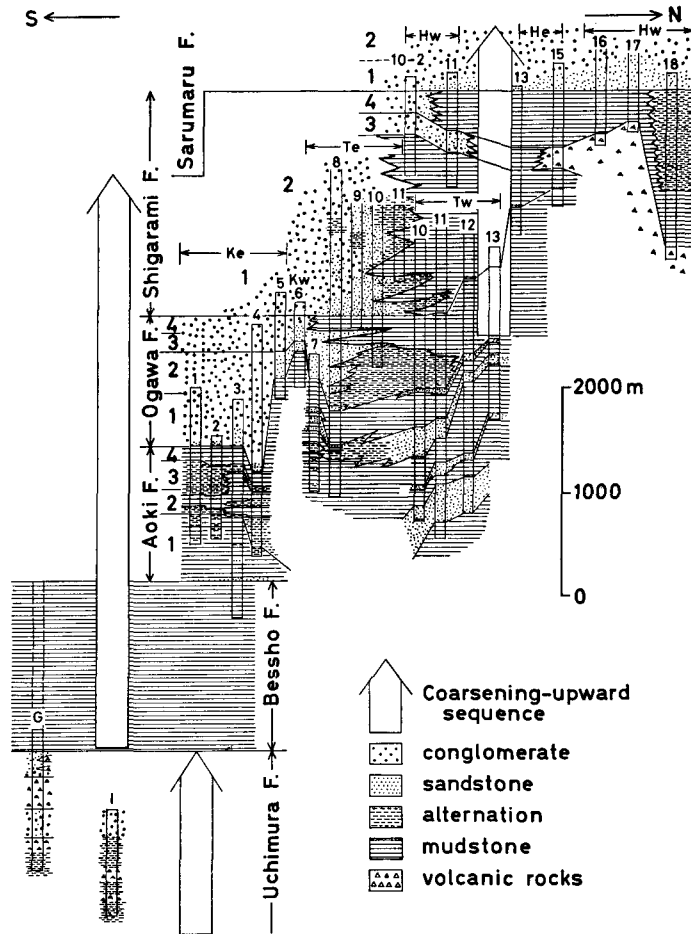 S
N
Hw
He
Hw
2
10-2
11
13
15
16
17
18
1
4
3
Sarumaru F.
Te
8
2
9
10
11
Tw
10
11
12
13
Shigarami F.
Ke
1
5
Kw
6
4
4
3
7
Ogawa F.
2
1
1
3
2
4
3
2
1
Aoki F.
2000 m
1000
0
Bessho F.
G
I
Uchimura F.
Coarsening-upward
sequence
conglomerate
sandstone
alternation
mudstone
volcanic rocks